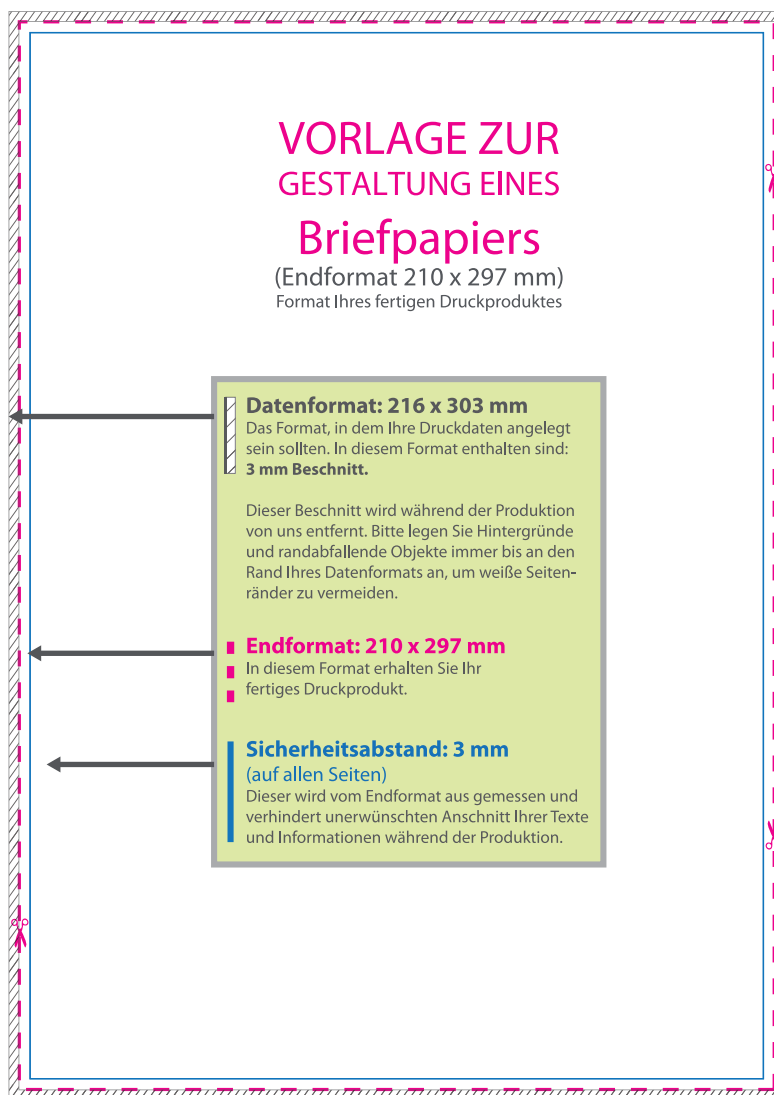 VORLAGE ZUR
GESTALTUNG EINES
Briefpapiers
(Endformat 210 x 297 mm)
Format Ihres fertigen Druckproduktes
Datenformat: 216 x 303 mm
Das Format, in dem Ihre Druckdaten angelegt
sein sollten. In diesem Format enthalten sind:
3 mm Beschnitt.
Dieser Beschnitt wird während der Produktion
von uns entfernt. Bitte legen Sie Hintergründe
und randabfallende Objekte immer bis an den
Rand Ihres Datenformats an, um weiße Seiten-
ränder zu vermeiden.
Endformat: 210 x 297 mm
In diesem Format erhalten Sie Ihr
fertiges Druckprodukt.
Sicherheitsabstand: 3 mm
(auf allen Seiten)
Dieser wird vom Endformat aus gemessen und
verhindert unerwünschten Anschnitt Ihrer Texte
und Informationen während der Produktion.